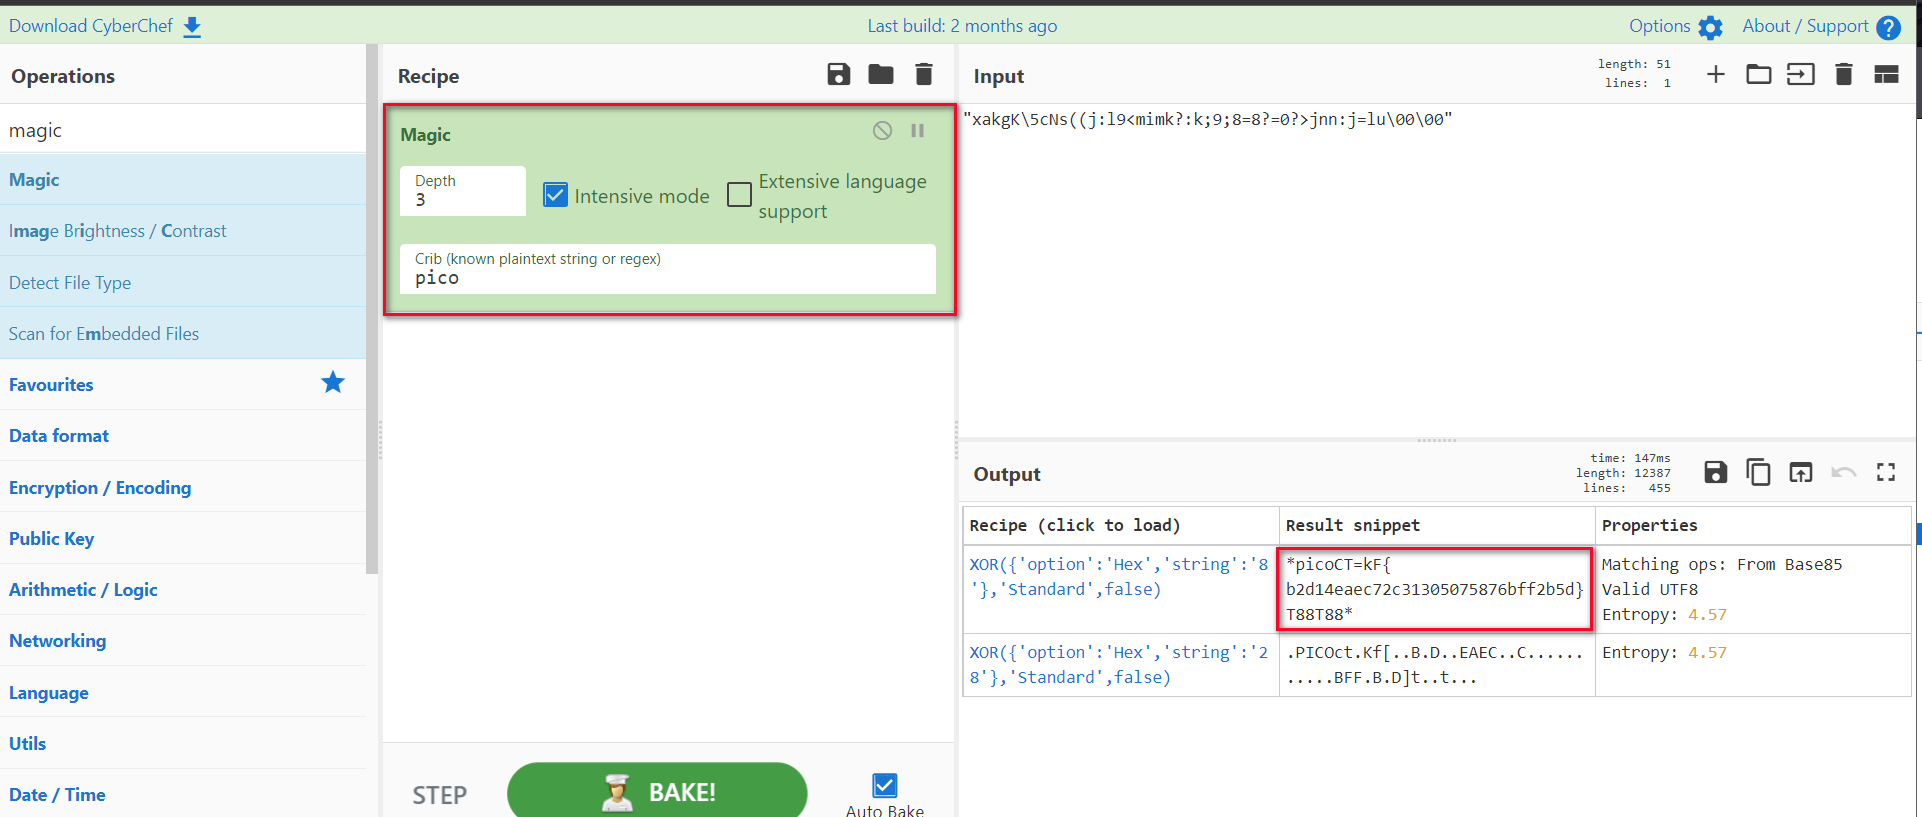 Download CyberChef
Last build: 2 months ago
Options
About / Support
Operations
magic
Magic
Image Brightness / Contrast
Detect File Type
Scan for Embedded Files
Favourites
Data format
Encryption / Encoding
Public Key
Arithmetic / Logic
Networking
Language
Utils
Date / Time
Recipe
Magic
Depth
3
Intensive mode
Extensive language
support
Crib (known plaintext string or regex)
pico
STEP
BAKE!
Auto Bake
Input
length: 51
lines: 1
"xakgK\5cNs((j:l9<mimk?:k;9;8=8?=0?>jnn:j=lu\00\00"
Output
time: 147ms
length: 12387
lines: 455
Recipe (click to load)
Result snippet
Properties
XOR({'option':'Hex','string':'8
'},'Standard',false)
*picoCT=kF{
b2d14eaec72c31305075876bff2b5d}
T88T88*
Matching ops: From Base85
Valid UTF8
Entropy: 4.57
XOR({'option':'Hex','string':'2
8'},'Standard',false)
.PICOct.Kf[..B.D..EAEC..C......
.....BFF.B.D]t..t...
Entropy: 4.57